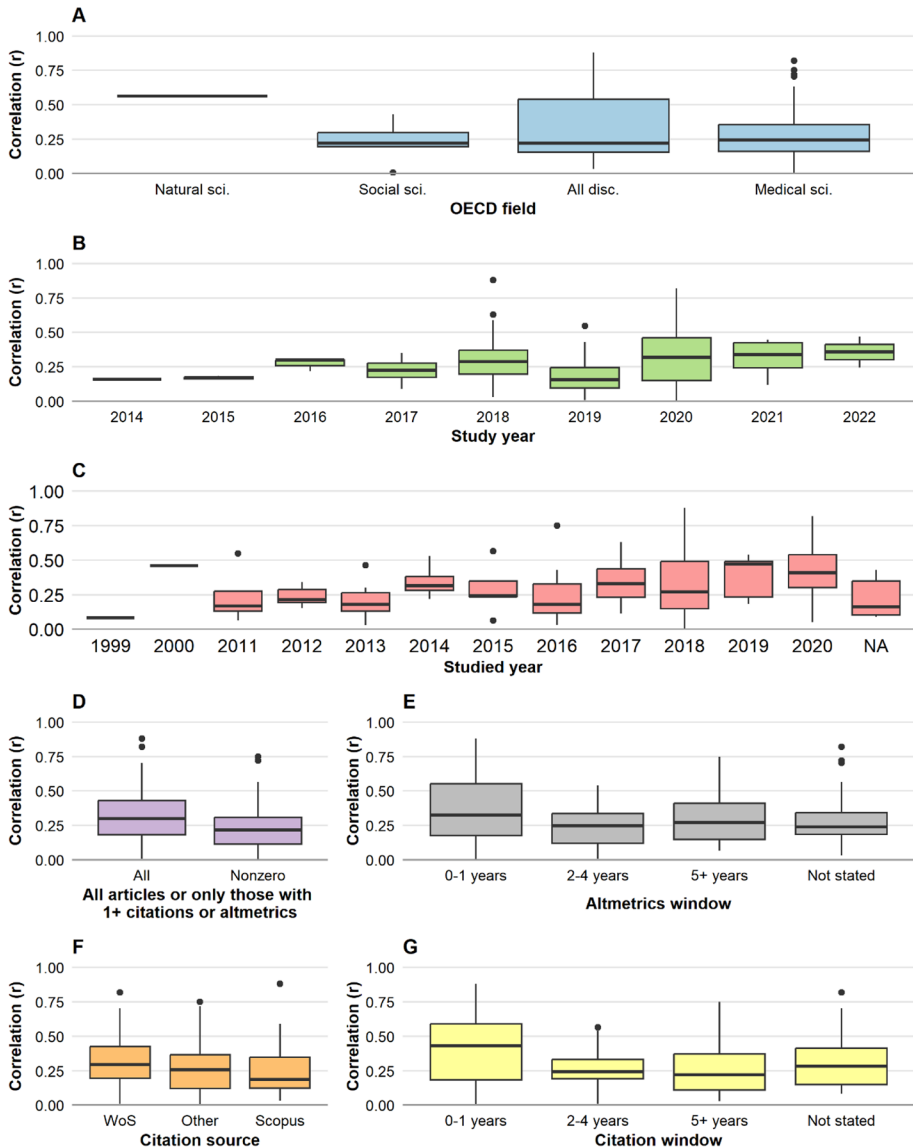 A
Correlation (r)
1.00
0.75
0.50
0.25
0.00
Natural sci. Social sci. All disc. Medical sci.
OECD field
B
Correlation (r)
1.00
0.75
0.50
0.25
0.00
2014 2015 2016 2017 2018 2019 2020 2021 2022
Study year
C
Correlation (r)
1.00
0.75
0.50
0.25
0.00
1999 2000 2011 2012 2013 2014 2015 2016 2017 2018 2019 2020 NA
Studied year
D
Correlation (r)
1.00
0.75
0.50
0.25
0.00
All Nonzero
All articles or only those with
1+ citations or altmetrics
E
Correlation (r)
1.00
0.75
0.50
0.25
0.00
0-1 years 2-4 years 5+ years Not stated
Altmetrics window
F
Correlation (r)
1.00
0.75
0.50
0.25
0.00
WoS Other Scopus
Citation source
G
Correlation (r)
1.00
0.75
0.50
0.25
0.00
0-1 years 2-4 years 5+ years Not stated
Citation window